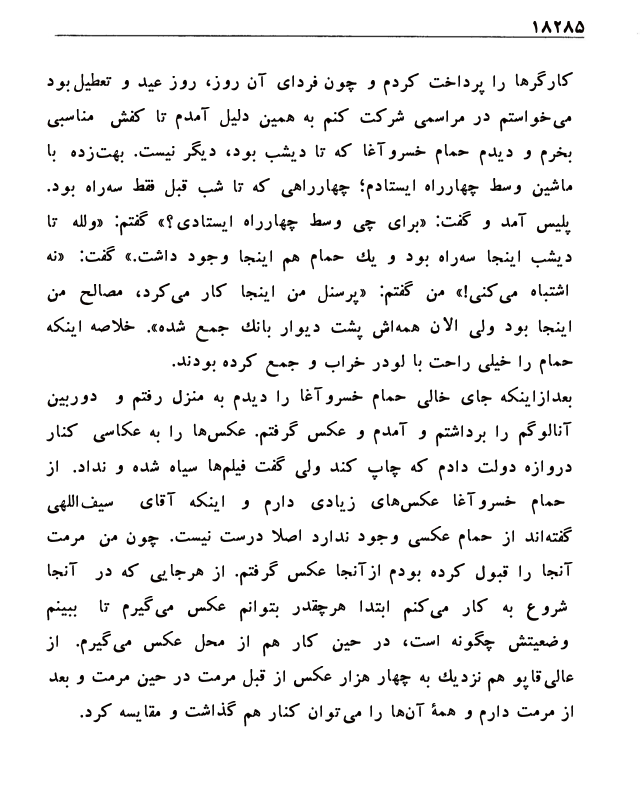 ۱۸۲۸۵
کارگرها را پرداخت کردم و چون فردای آن روز، روز عید و تعطیل بود
می‌خواستم در مراسمی شرکت کنم به همین دلیل آمدم تا کفش مناسبی
بخرم و دیدم حمام خسروآغا که تا دیشب بود، دیگر نیست. بهت‌زده با
ماشین وسط چهارراه ایستادم؛ چهارراهی که تا شب قبل فقط سه‌راه بود.
پلیس آمد و گفت: «برای چی وسط چهارراه ایستادی؟» گفتم: «ولله تا
دیشب اینجا سه‌راه بود و یك حمام هم اینجا وجود داشت.» گفت: «نه
اشتباه می‌کنی!» من گفتم: «پرسنل من اینجا کار می‌کرد، مصالح من
اینجا بود ولی الان همه‌اش پشت دیوار بانك جمع شده». خلاصه اینکه
حمام را خیلی راحت با لودر خراب و جمع کرده بودند.
بعدازاینکه جای خالی حمام خسروآغا را دیدم به منزل رفتم و دوربین
آنالوگم را برداشتم و آمدم و عکس گرفتم. عکس‌ها را به عکاسی کنار
دروازه دولت دادم که چاپ کند ولی گفت فیلم‌ها سیاه شده و نداد. از
حمام خسروآغا عکس‌های زیادی دارم و اینکه آقای سیف‌اللهی
گفته‌اند از حمام عکسی وجود ندارد اصلا درست نیست. چون من مرمت
آنجا را قبول کرده بودم ازآنجا عکس گرفتم. از هرجایی که در آنجا
شروع به کار می‌کنم ابتدا هرچقدر بتوانم عکس می‌گیرم تا ببینم
وضعیتش چگونه است، در حین کار هم از محل عکس می‌گیرم. از
عالی‌قاپو هم نزدیك به چهار هزار عکس از قبل مرمت در حین مرمت و بعد
از مرمت دارم و همۀ آن‌ها را می‌توان کنار هم گذاشت و مقایسه کرد.